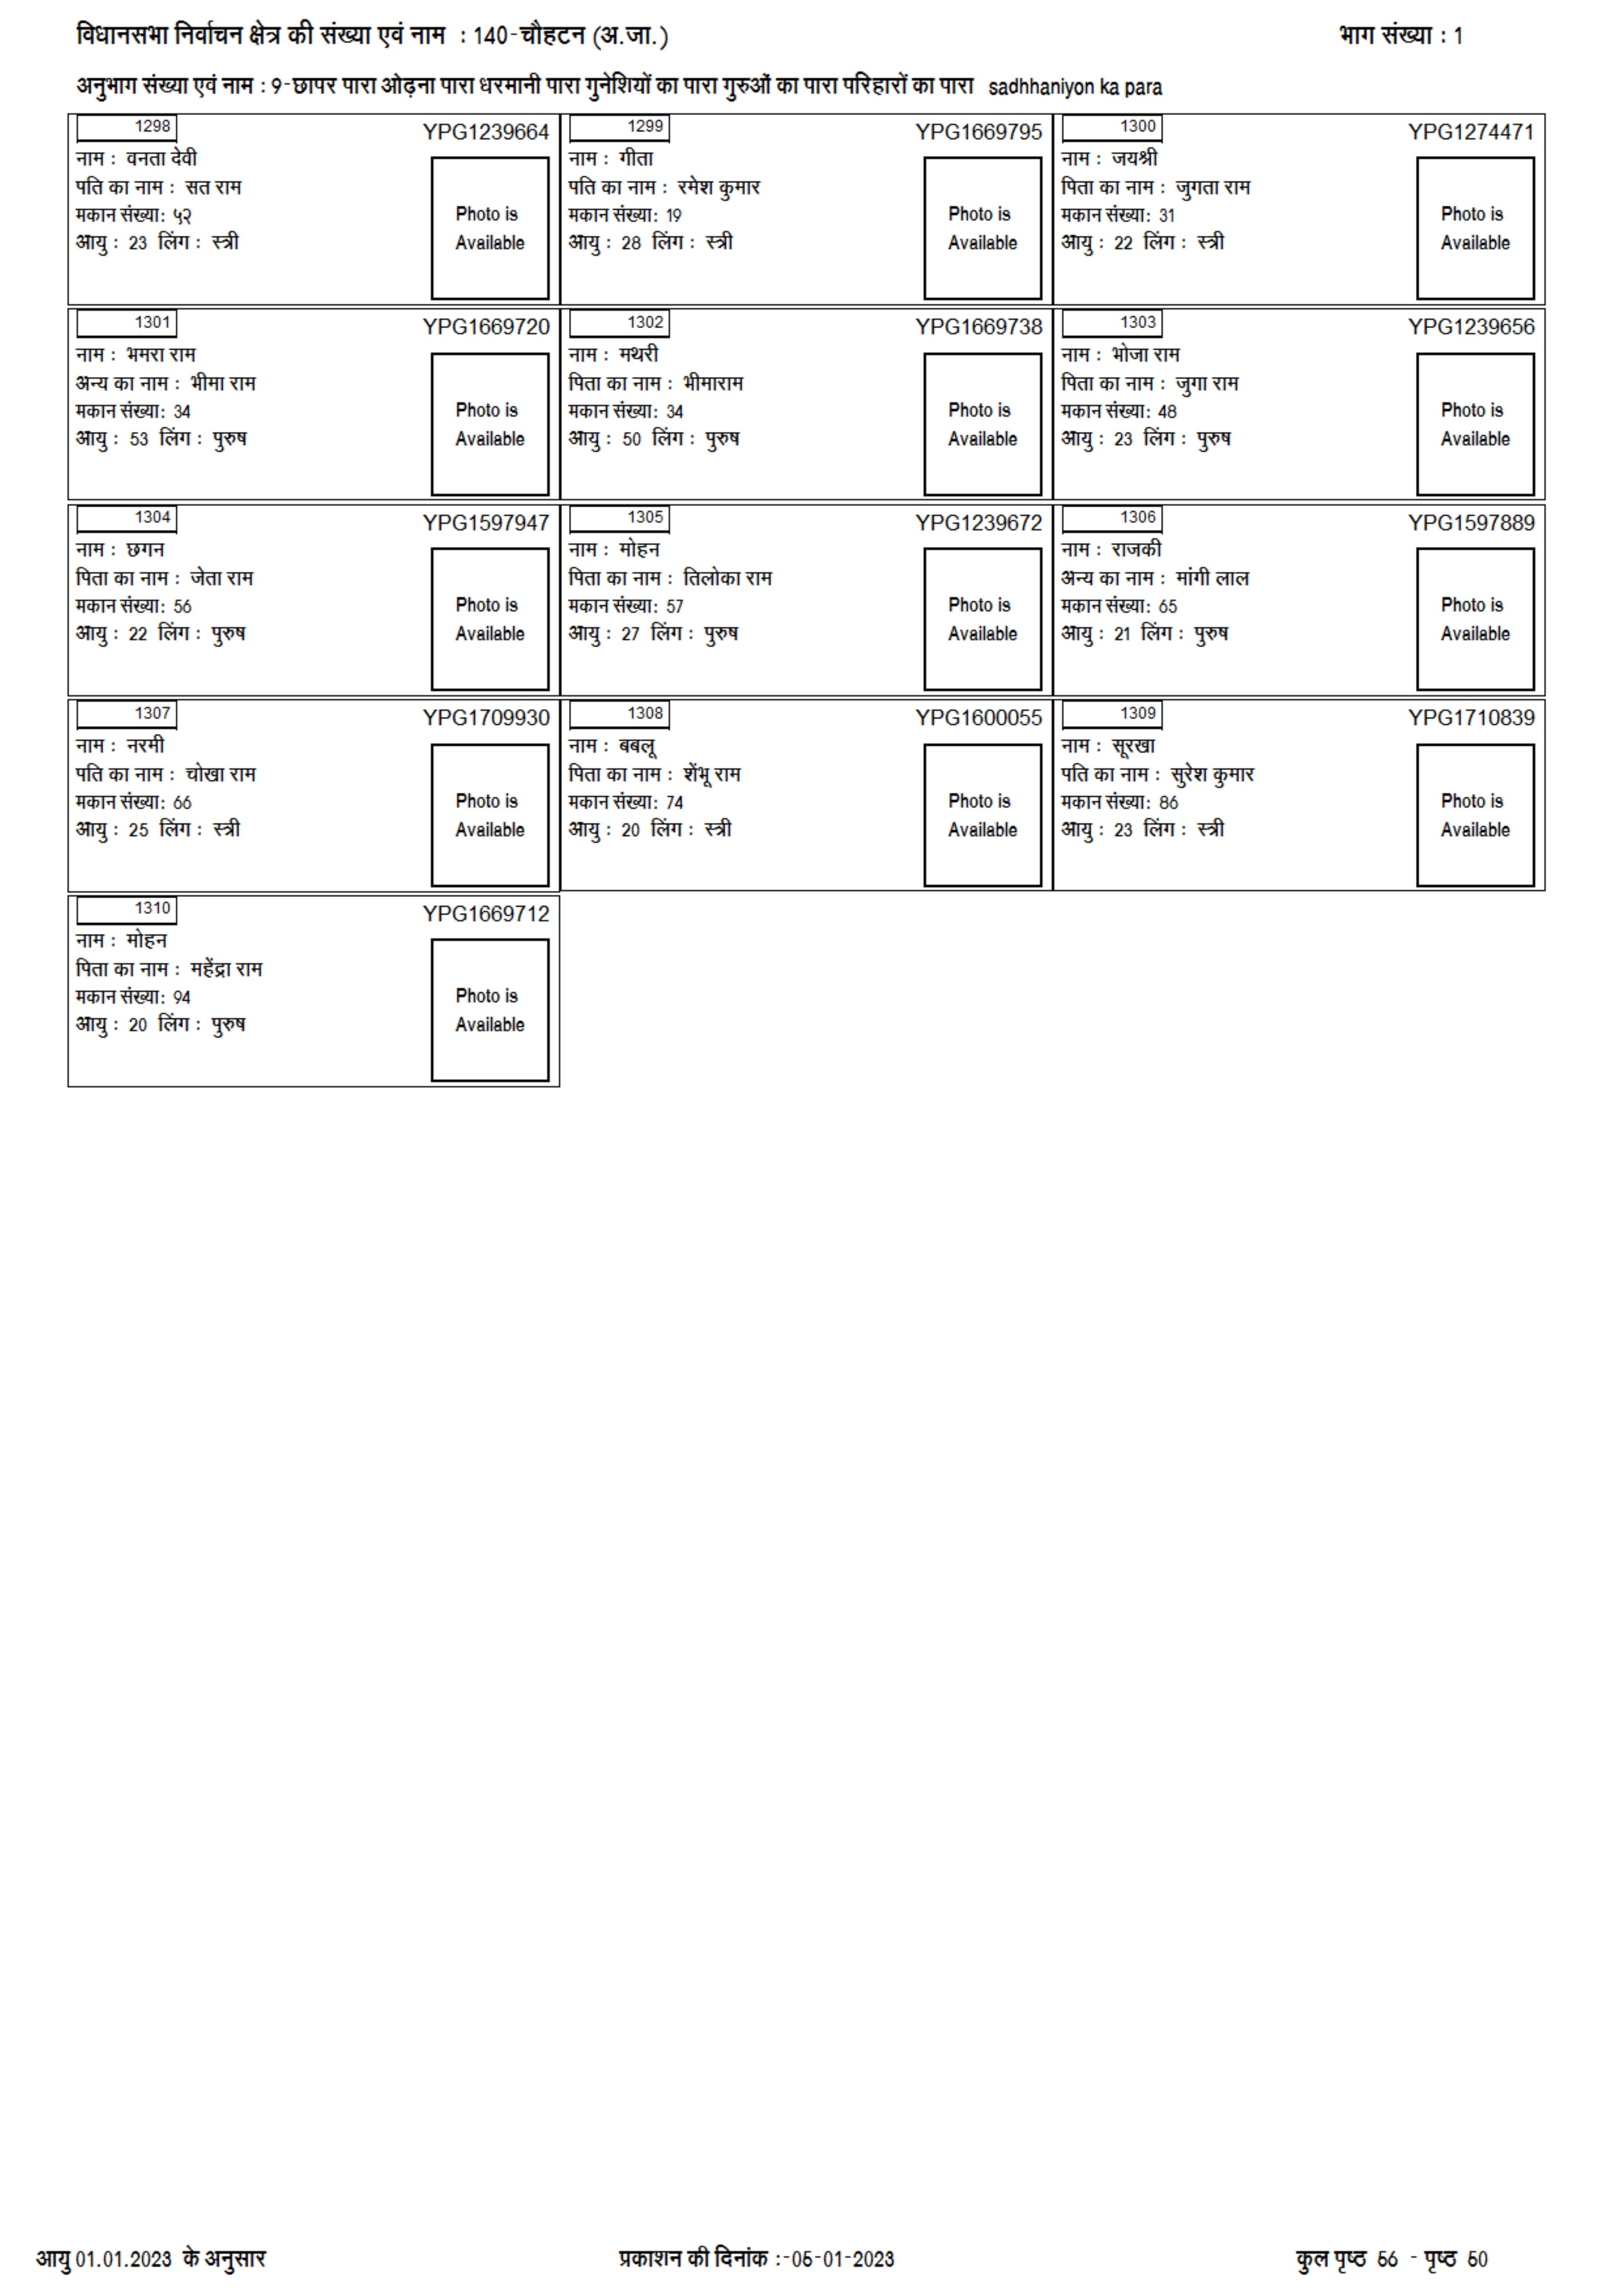 विधानसभा निर्वाचन क्षेत्र की संख्या एवं नाम : 140-चौहटन (अ.जा.)
भाग संख्या : 1
अनुभाग संख्या एवं नाम : 9-छापर पारा ओढ़ना पारा धरमानी पारा गुनेशियों का पारा गुरुओं का पारा परिहारों का पारा sadhhaniyon ka para
1298
YPG1239664
नाम : वनता देवी
पति का नाम : सत राम
मकान संख्या: ५२
आयु : 23 लिंग : स्त्री
Photo is
Available
1299
YPG1669795
नाम : गीता
पति का नाम : रमेश कुमार
मकान संख्या: 19
आयु : 28 लिंग : स्त्री
Photo is
Available
1300
YPG1274471
नाम : जयश्री
पिता का नाम : जुगता राम
मकान संख्या: 31
आयु : 22 लिंग : स्त्री
Photo is
Available
1301
YPG1669720
नाम : भमरा राम
अन्य का नाम : भीमा राम
मकान संख्या: 34
आयु : 53 लिंग : पुरुष
Photo is
Available
1302
YPG1669738
नाम : मथरी
पिता का नाम : भीमाराम
मकान संख्या: 34
आयु : 50 लिंग : पुरुष
Photo is
Available
1303
YPG1239656
नाम : भोजा राम
पिता का नाम : जुगा राम
मकान संख्या: 48
आयु : 23 लिंग : पुरुष
Photo is
Available
1304
YPG1597947
नाम : छगन
पिता का नाम : जेता राम
मकान संख्या: 56
आयु : 22 लिंग : पुरुष
Photo is
Available
1305
YPG1239672
नाम : मोहन
पिता का नाम : तिलोका राम
मकान संख्या: 57
आयु : 27 लिंग : पुरुष
Photo is
Available
1306
YPG1597889
नाम : राजकी
अन्य का नाम : मांगी लाल
मकान संख्या: 65
आयु : 21 लिंग : पुरुष
Photo is
Available
1307
YPG1709930
नाम : नरमी
पति का नाम : चोखा राम
मकान संख्या: 66
आयु : 25 लिंग : स्त्री
Photo is
Available
1308
YPG1600055
नाम : बबलू
पिता का नाम : शेंभू राम
मकान संख्या: 74
आयु : 20 लिंग : स्त्री
Photo is
Available
1309
YPG1710839
नाम : सूरखा
पति का नाम : सुरेश कुमार
मकान संख्या: 86
आयु : 23 लिंग : स्त्री
Photo is
Available
1310
YPG1669712
नाम : मोहन
पिता का नाम : महेंद्रा राम
मकान संख्या: 94
आयु : 20 लिंग : पुरुष
Photo is
Available
आयु 01.01.2023 के अनुसार
प्रकाशन की दिनांक :-05-01-2023
कुल पृष्ठ 56 - पृष्ठ 50